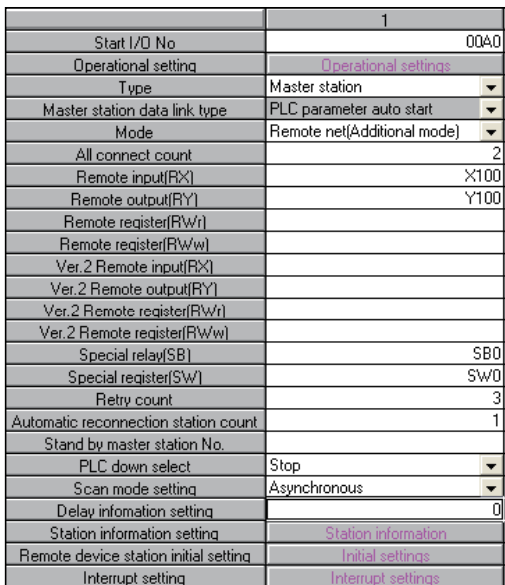 1
Start I/O No 00A0
Operational setting Operational settings
Type Master station
Master station data link type PLC parameter auto start
Mode Remote net(Additional mode)
All connect count 2
Remote input(RX) X100
Remote output(RY) Y100
Remote register(RWr)
Remote register(RWw)
Ver.2 Remote input(RX)
Ver.2 Remote output(RY)
Ver.2 Remote register(RWr)
Ver.2 Remote register(RWw)
Special relay(SB) SB0
Special register(SW) SW0
Retry count 3
Automatic reconnection station count 1
Stand by master station No.
PLC down select Stop
Scan mode setting Asynchronous
Delay infomation setting 0
Station information setting Station information
Remote device station initial setting Initial settings
Interrupt setting Interrupt settings